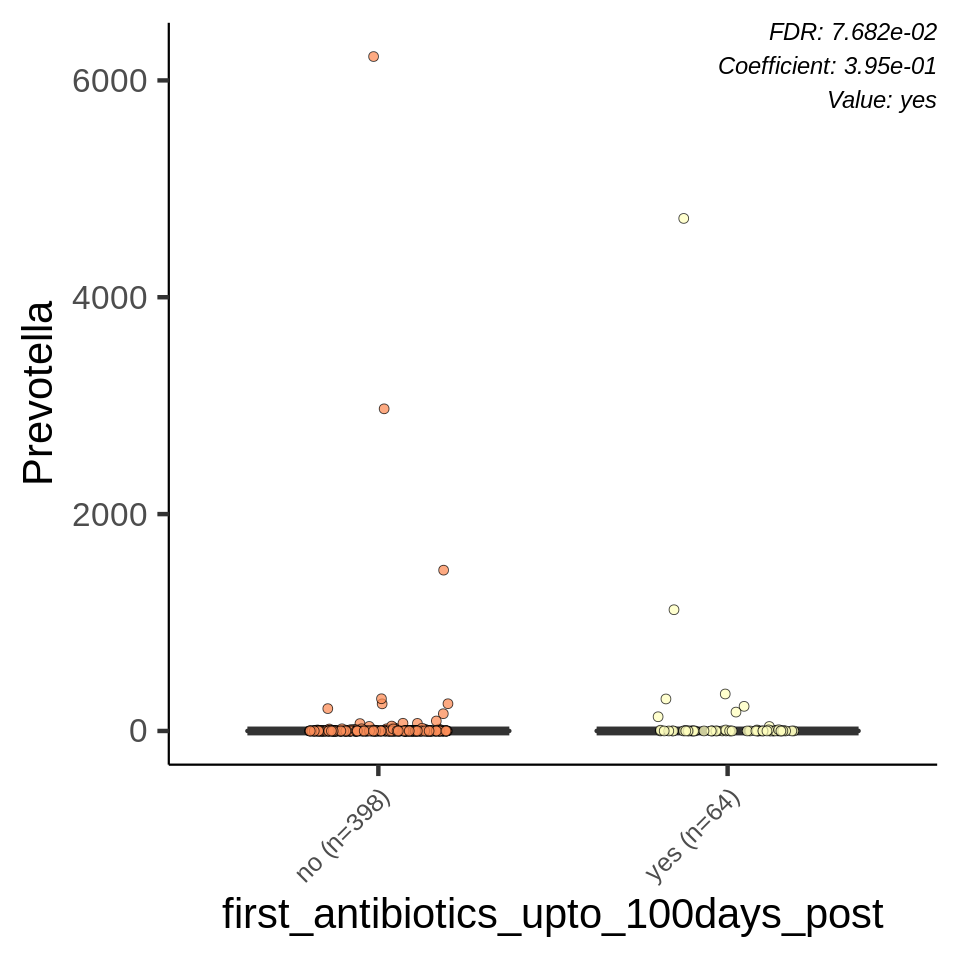 FDR: 7.682e-02
Coefficient: 3.95e-01
Value: yes
6000
4000
2000
0
Prevotella
no (n=398)
yes (n=64)
first_antibiotics_upto_100days_post